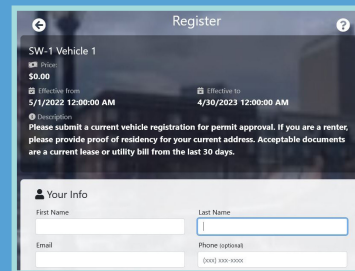 Register
?
SW-1 Vehicle 1
Price:
$0.00
Effective from Effective to
5/1/2022 12:00:00 AM 4/30/2023 12:00:00 AM
Description
Please submit a current vehicle registration for permit approval. If you are a renter,
please provide proof of residency for your current address. Acceptable documents
are a current lease or utility bill from the last 30 days.
Your Info
First Name Last Name
Email Phone (optional)
(xxx) xxx-xxxx